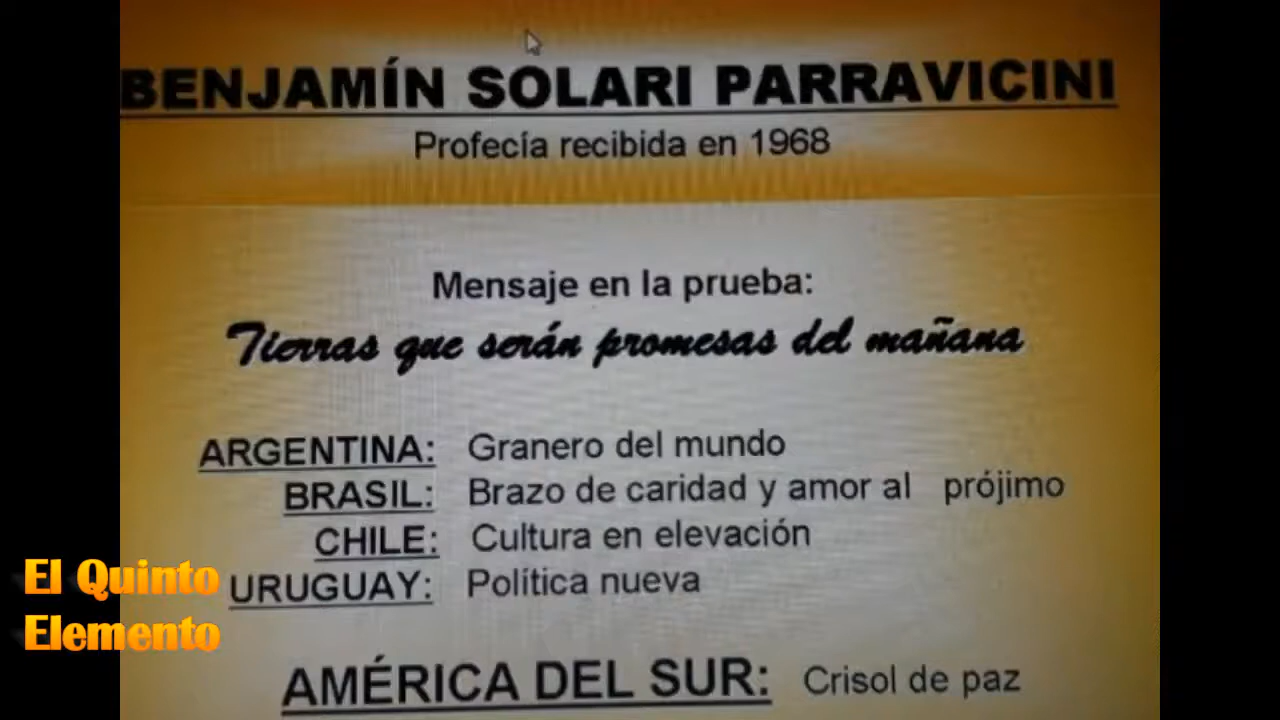 BENJAMÍN SOLARI PARRAVICINI
Profecía recibida en 1968
Mensaje en la prueba:
Tierras que serán promesas del mañana
ARGENTINA: Granero del mundo
BRASIL: Brazo de caridad y amor al prójimo
CHILE: Cultura en elevación
URUGUAY: Política nueva
AMÉRICA DEL SUR: Crisol de paz
El Quinto
Elemento